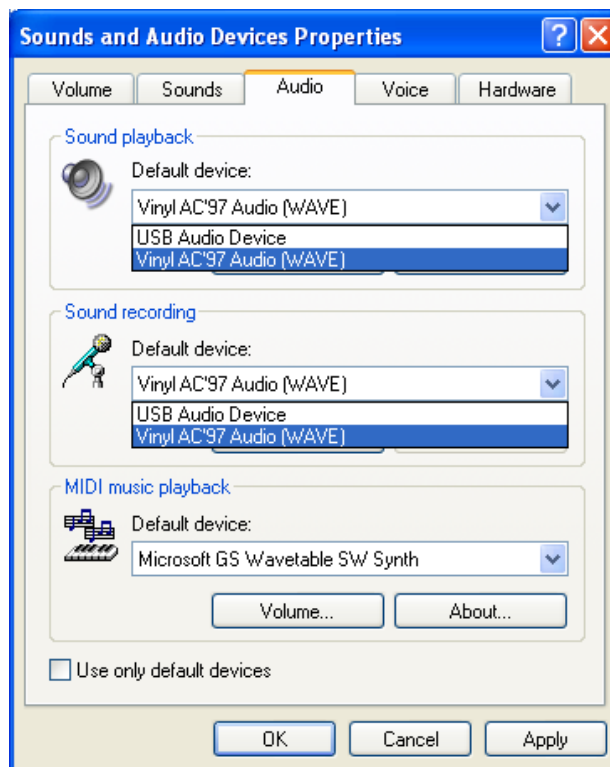 Sounds and Audio Devices Properties
Volume Sounds Audio Voice Hardware
Sound playback
Default device:
Vinyl AC'97 Audio (WAVE)
USB Audio Device
Vinyl AC'97 Audio (WAVE)
Sound recording
Default device:
Vinyl AC'97 Audio (WAVE)
USB Audio Device
Vinyl AC'97 Audio (WAVE)
MIDI music playback
Default device:
Microsoft GS Wavetable SW Synth
Volume... About...
Use only default devices
OK Cancel Apply